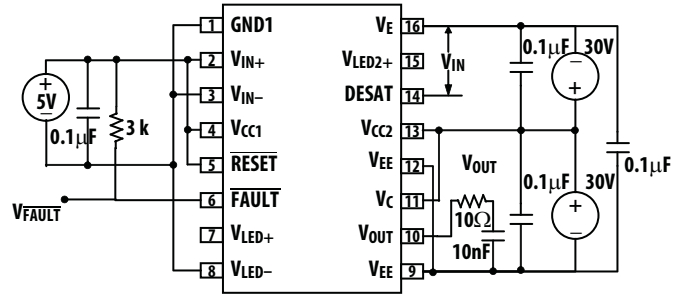 1 GND1
2 VIN+
3 VIN–
4 VCC1
5 RESET
6 FAULT
7 VLED+
8 VLED–
VE 16
VLED2+ 15
DESAT 14
VCC2 13
VEE 12
VC 11
VOUT 10
VEE 9
+
5V
–
0.1µF
3 k
VFAULT
VIN
0.1µF
30V
–
+
VOUT
10Ω
10nF
0.1µF
30V
+
–
0.1µF